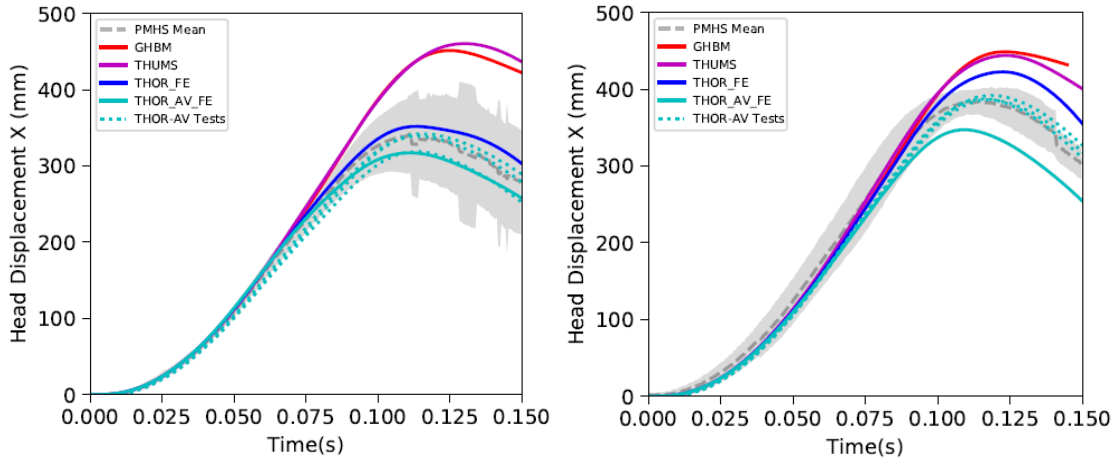 500
400
300
200
100
0
Head Displacement X (mm)
PMHS Mean
GHBM
THUMS
THOR_FE
THOR_AV_FE
THOR-AV Tests
0.000 0.025 0.050 0.075 0.100 0.125 0.150
Time(s)
500
400
300
200
100
0
Head Displacement X (mm)
PMHS Mean
GHBM
THUMS
THOR_FE
THOR_AV_FE
THOR-AV Tests
0.000 0.025 0.050 0.075 0.100 0.125 0.150
Time(s)